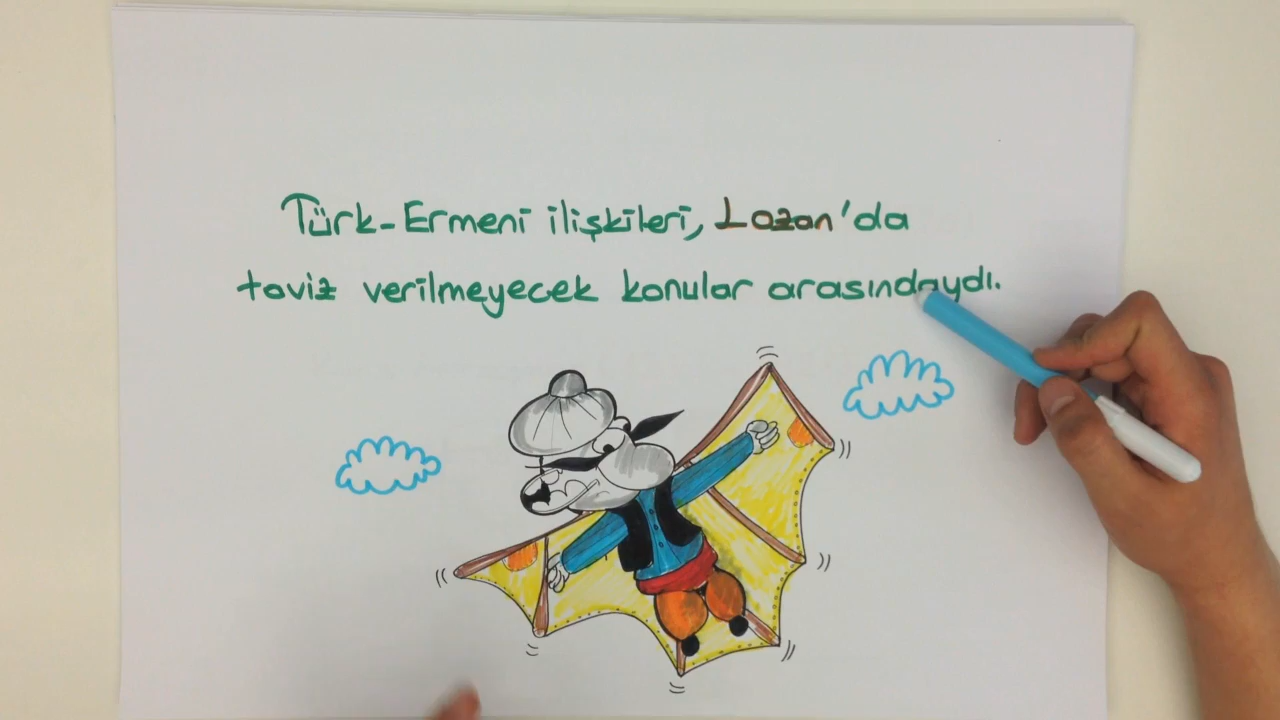 Türk-Ermeni ilişkileri, Lozan'da
taviz verilmeyecek konular arasındaydı.